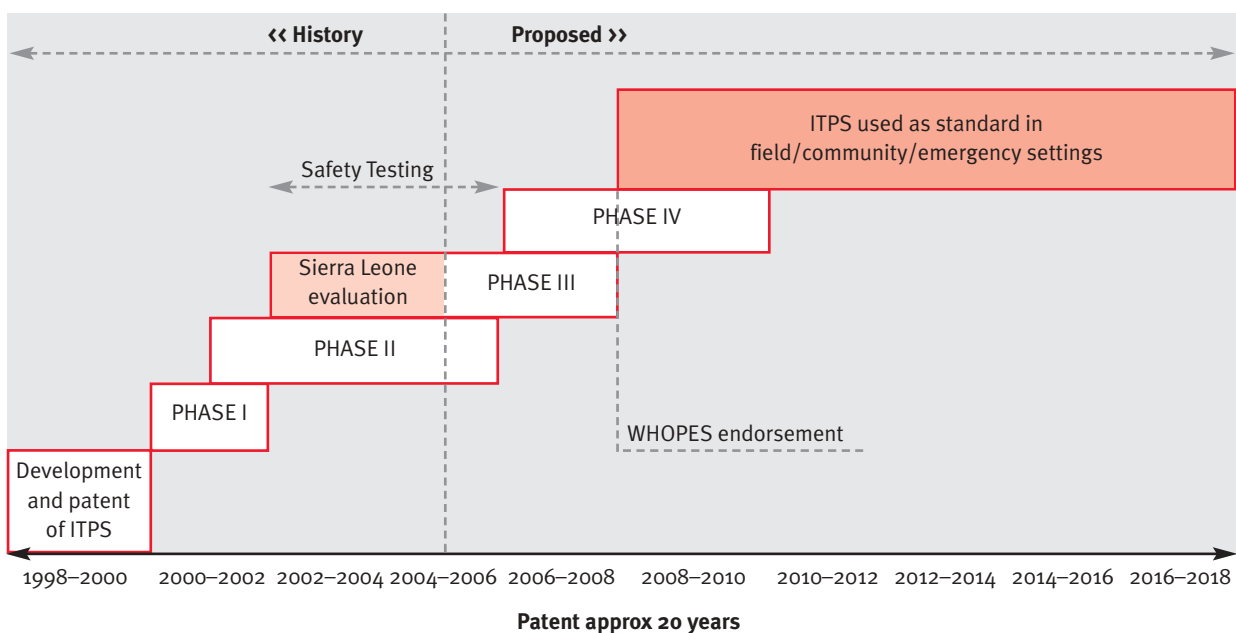 ‹‹ History
Proposed ››
ITPS used as standard in
field/community/emergency settings
Safety Testing
PHASE IV
Sierra Leone
evaluation
PHASE III
PHASE II
PHASE I
WHOPES endorsement
Development
and patent
of ITPS
1998–2000 2000–2002 2002–2004 2004–2006 2006–2008 2008–2010 2010–2012 2012–2014 2014–2016 2016–2018
Patent approx 20 years